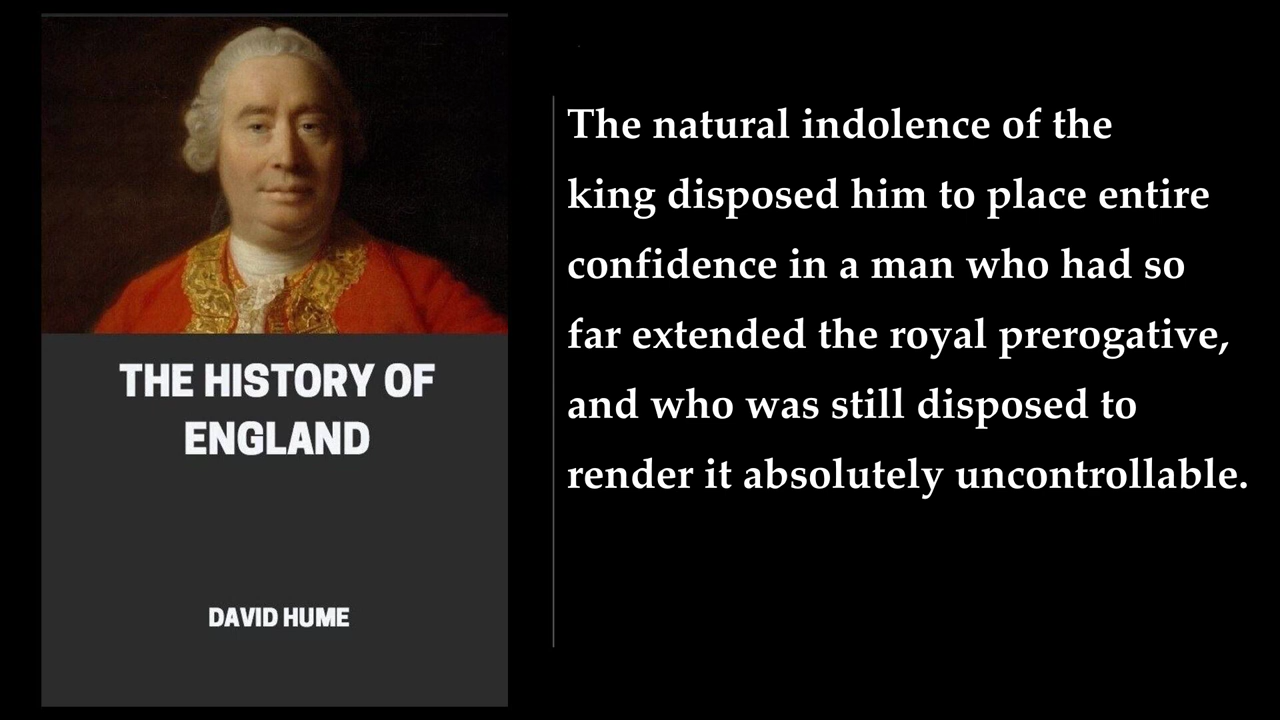 THE HISTORY OF
ENGLAND
DAVID HUME
The natural indolence of the
king disposed him to place entire
confidence in a man who had so
far extended the royal prerogative,
and who was still disposed to
render it absolutely uncontrollable.